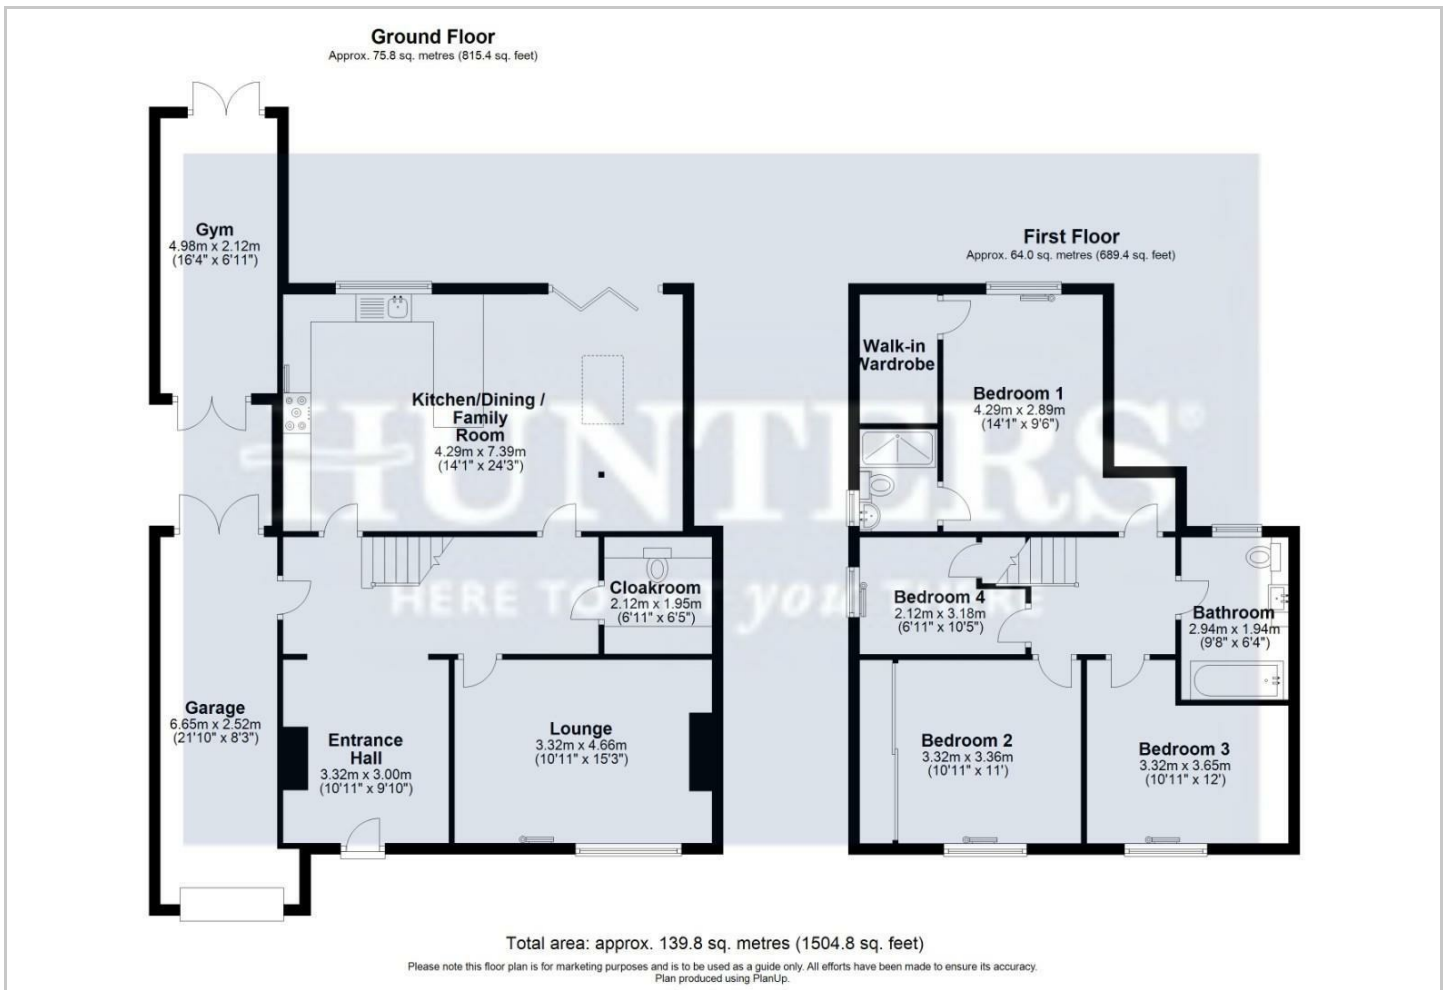 Ground Floor
Approx. 75.8 sq. metres (815.4 sq. feet)
Gym
4.98m x 2.12m
(16'4" x 6'11")
Kitchen/Dining /
Family
Room
4.29m x 7.39m
(14'1" x 24'3")
Cloakroom
2.12m x 1.95m
(6'11" x 6'5")
Garage
6.65m x 2.52m
(21'10" x 8'3")
Entrance
Hall
3.32m x 3.00m
(10'11" x 9'10")
Lounge
3.32m x 4.66m
(10'11" x 15'3")
First Floor
Approx. 64.0 sq. metres (689.4 sq. feet)
Walk-in
Wardrobe
Bedroom 1
4.29m x 2.89m
(14'1" x 9'6")
Bedroom 4
2.12m x 3.18m
(6'11" x 10'5")
Bathroom
2.94m x 1.94m
(9'8" x 6'4")
Bedroom 2
3.32m x 3.36m
(10'11" x 11')
Bedroom 3
3.32m x 3.65m
(10'11" x 12')
HUNTERS®
HERE TO GET you THERE
Total area: approx. 139.8 sq. metres (1504.8 sq. feet)
Please note this floor plan is for marketing purposes and is to be used as a guide only. All efforts have been made to ensure its accuracy.
Plan produced using PlanUp.